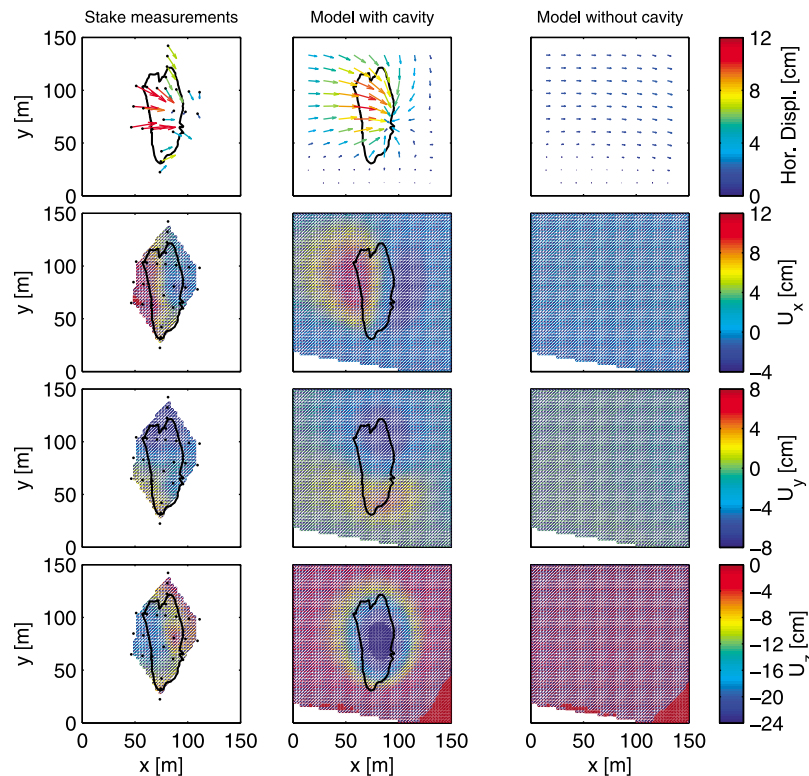 Stake measurements
Model with cavity
Model without cavity
150
100
50
0
y [m]
12
8
4
0
Hor. Displ. [cm]
150
100
50
0
y [m]
12
8
4
0
−4
U_x [cm]
150
100
50
0
y [m]
8
4
0
−4
−8
U_y [cm]
150
100
50
0
y [m]
0
−4
−8
−12
−16
−20
−24
U_z [cm]
0 50 100 150
0 50 100 150
0 50 100 150
x [m]
x [m]
x [m]